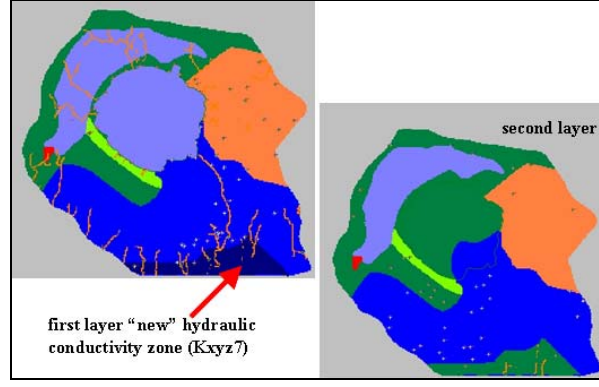 second layer
first layer “new” hydraulic
conductivity zone (Kxyz7)